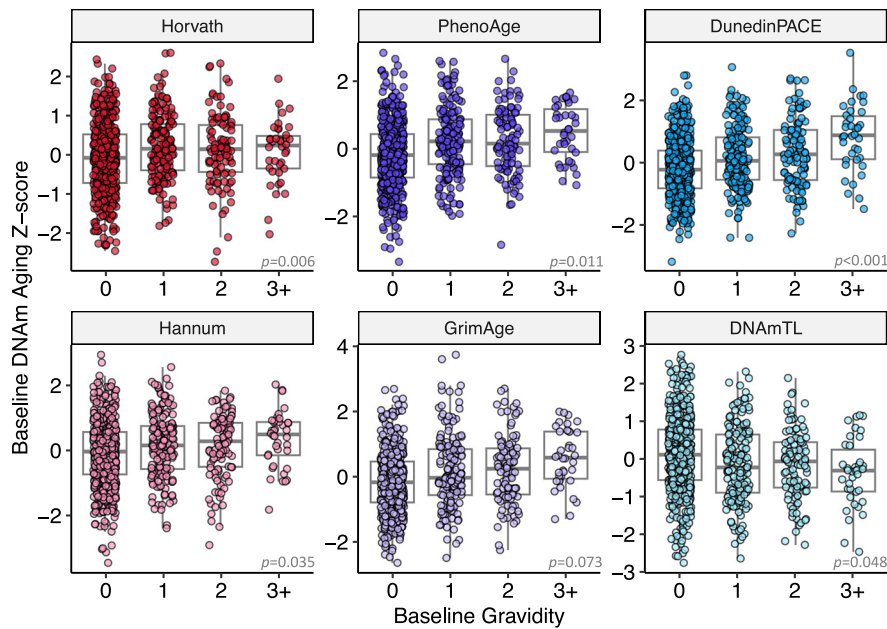 Horvath
PhenoAge
DunedinPACE
2
1
0
−1
−2
p=0.006
0 1 2 3+
2
0
−2
p=0.011
0 1 2 3+
2
0
−2
p<0.001
0 1 2 3+
Baseline DNAm Aging Z-score
Hannum
GrimAge
DNAmTL
2
0
−2
p=0.035
0 1 2 3+
4
2
0
−2
p=0.073
0 1 2 3+
3
2
1
0
−1
−2
−3
p=0.048
0 1 2 3+
Baseline Gravidity